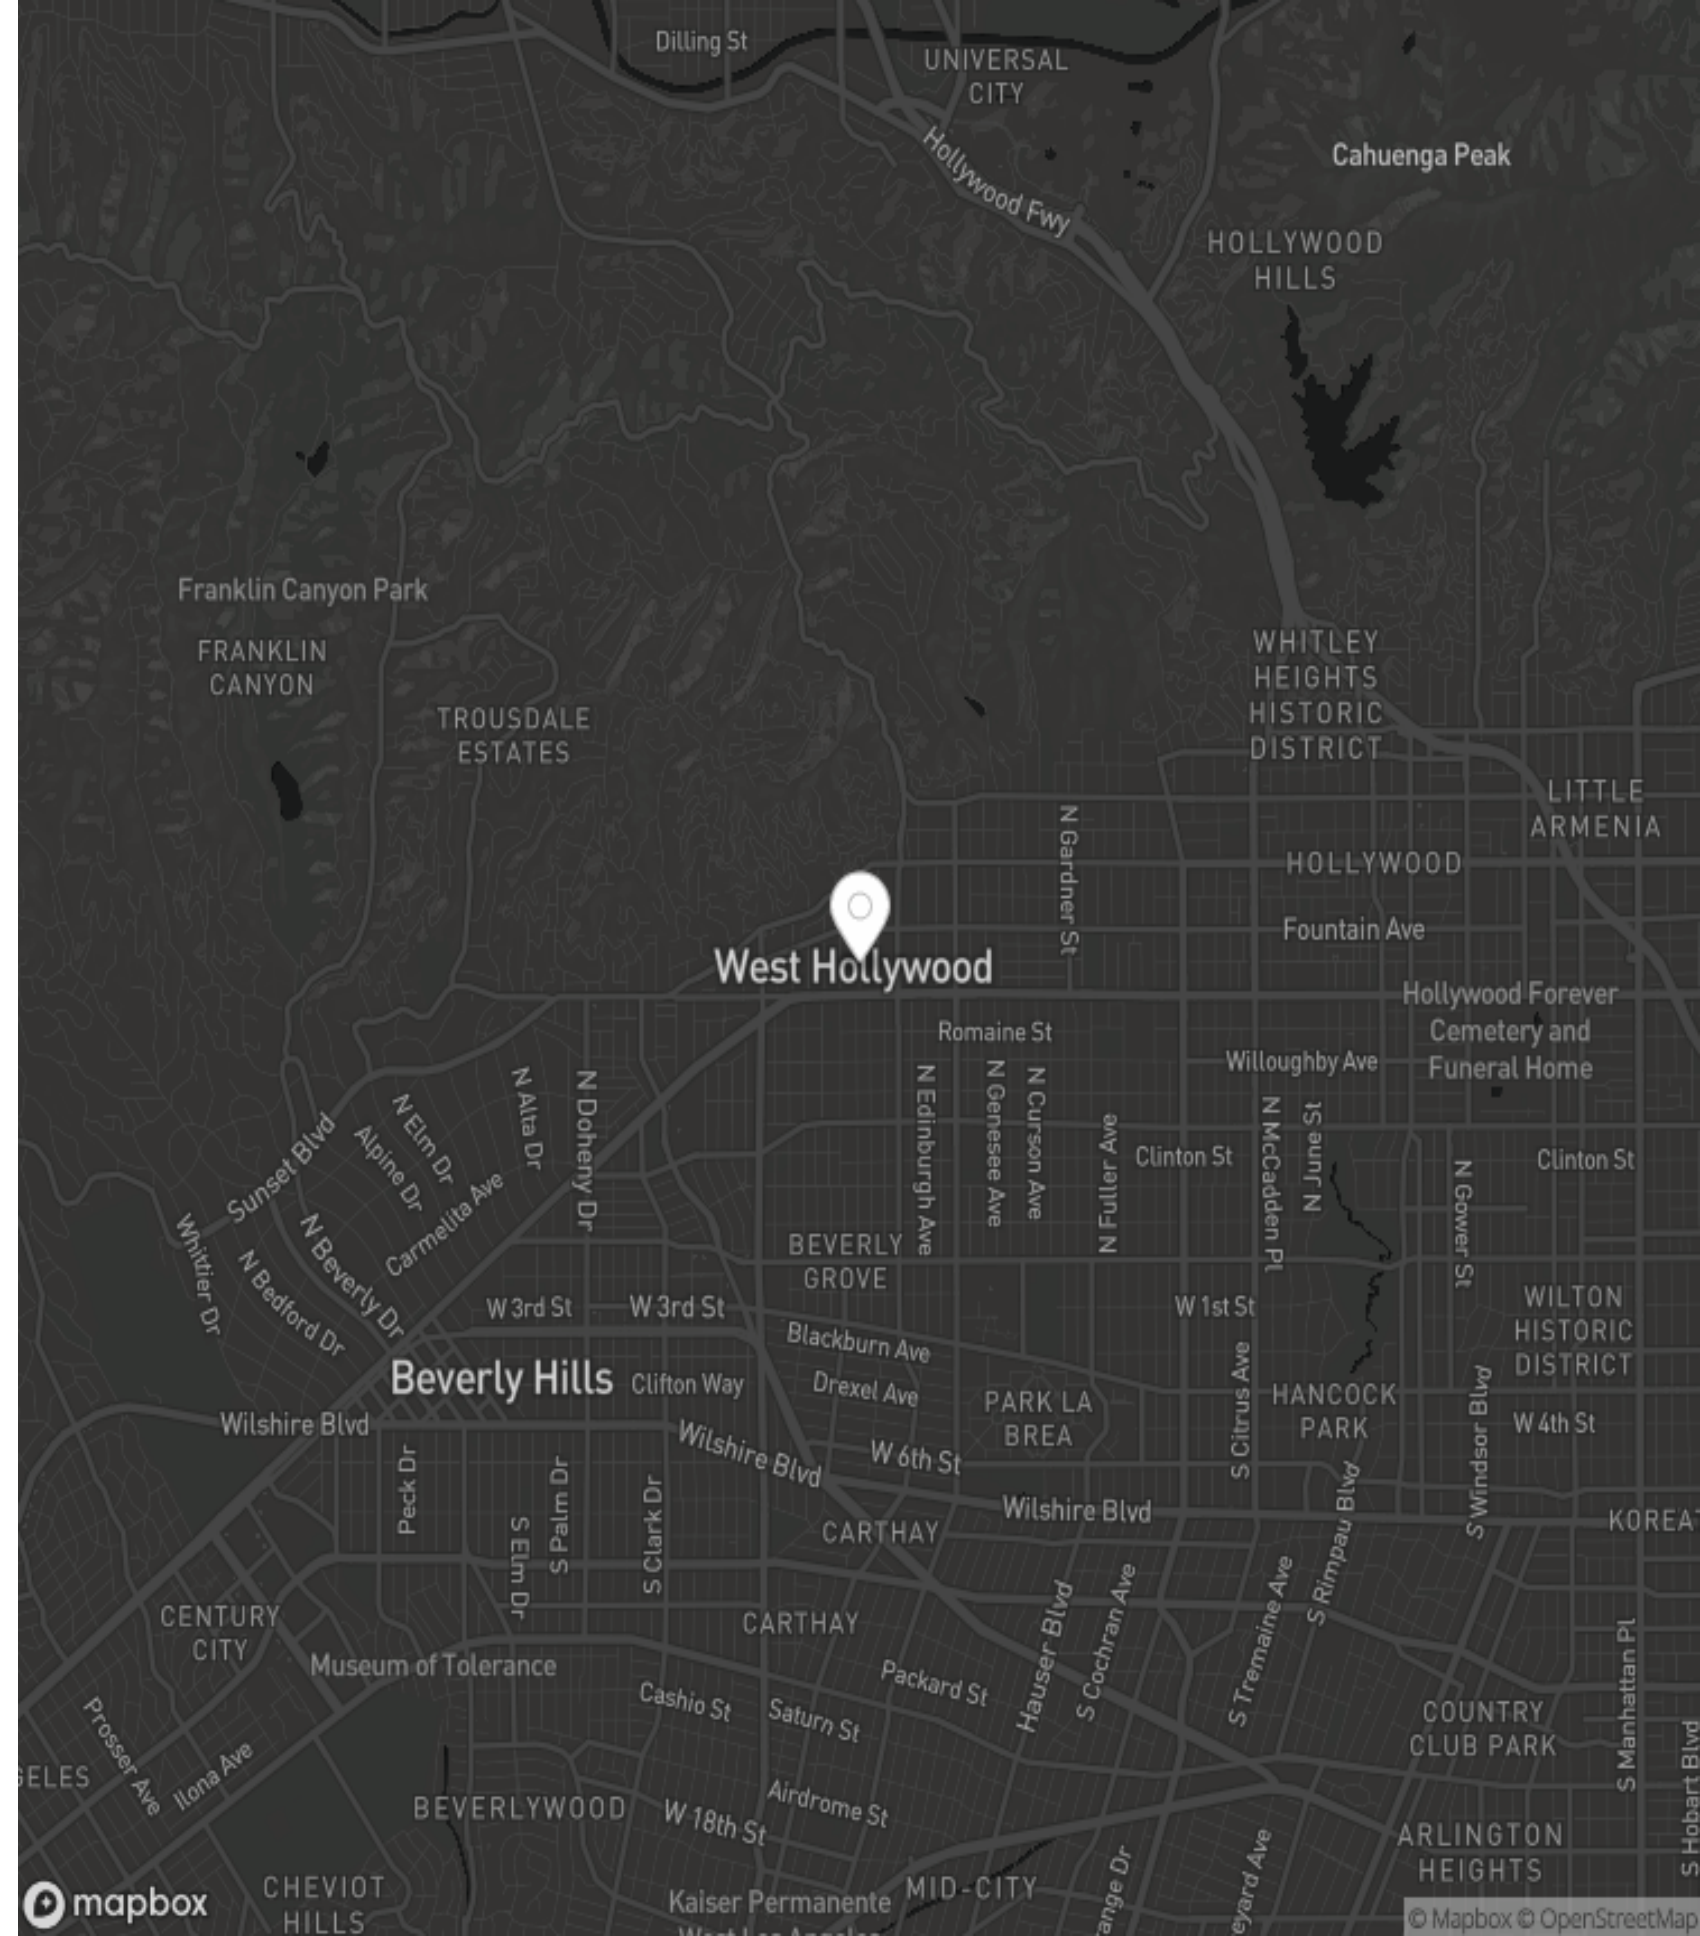 Dilling St
UNIVERSAL
CITY
Hollywood Fwy
Cahuenga Peak
HOLLYWOOD
HILLS
Franklin Canyon Park
FRANKLIN
CANYON
TROUSDALE
ESTATES
WHITLEY
HEIGHTS
HISTORIC
DISTRICT
LITTLE
ARMENIA
N Gardner St
HOLLYWOOD
Fountain Ave
West Hollywood
Hollywood Forever
Cemetery and
Funeral Home
Romaine St
Willoughby Ave
N Alta Dr
N Doheny Dr
N Elm Dr
Alpine Dr
Sunset Blvd
Carmelita Ave
N Edinburgh Ave
N Genesee Ave
N Curson Ave
N Fuller Ave
Clinton St
N McCadden Pl
N June St
N Gower St
Clinton St
Whittier Dr
N Bedford Dr
N Beverly Dr
BEVERLY
GROVE
W 3rd St
W 3rd St
W 1st St
WILTON
HISTORIC
DISTRICT
Blackburn Ave
Beverly Hills
Clifton Way
Drexel Ave
PARK LA
BREA
S Citrus Ave
HANCOCK
PARK
S Windsor Blvd
W 4th St
Wilshire Blvd
Wilshire Blvd
W 6th St
Peck Dr
S Palm Dr
S Elm Dr
S Clark Dr
Wilshire Blvd
CARTHAY
S Rimpau Blvd
KOREAT
CENTURY
CITY
CARTHAY
Museum of Tolerance
Hauser Blvd
S Cochran Ave
S Tremaine Ave
S Manhattan Pl
Packard St
Cashio St
Saturn St
COUNTRY
CLUB PARK
S Hobart Blvd
Prosser Ave
Ilona Ave
GELES
BEVERLYWOOD
W 18th St
Airdrome St
ARLINGTON
HEIGHTS
CHEVIOT
HILLS
Kaiser Permanente
West Los Angeles
MID-CITY
range Dr
eyard Ave
mapbox
© Mapbox © OpenStreetMap